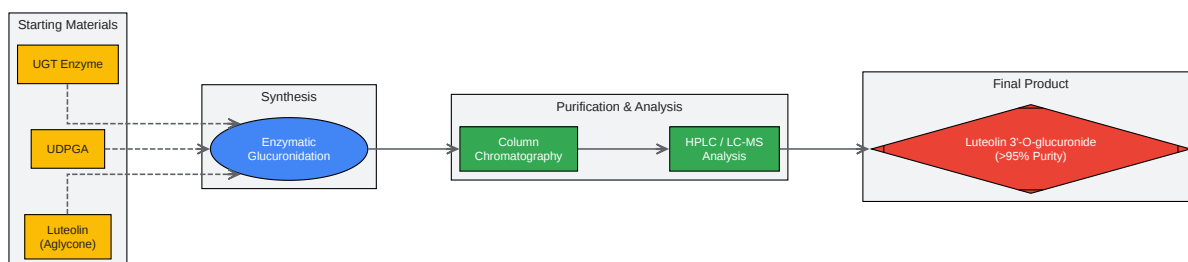 Starting Materials
UGT Enzyme
UDPGA
Luteolin
(Aglycone)
Synthesis
Enzymatic
Glucuronidation
Purification & Analysis
Column
Chromatography
HPLC / LC-MS
Analysis
Final Product
Luteolin 3'-O-glucuronide
(>95% Purity)